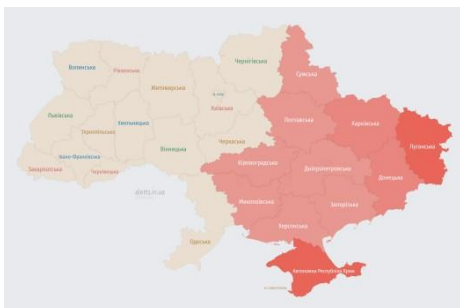 Чернігівська
Волинська
Рівненська
Сумська
Житомирська
м. Київ
Київська
Львівська
Полтавська
Харківська
Тернопільська
Хмельницька
Черкаська
Луганська
Івано-Франківська
Вінницька
Кіровоградська
Дніпропетровська
Закарпатська
Чернівецька
Донецька
Миколаївська
Запорізька
Херсонська
Одеська
Автономна Республіка Крим